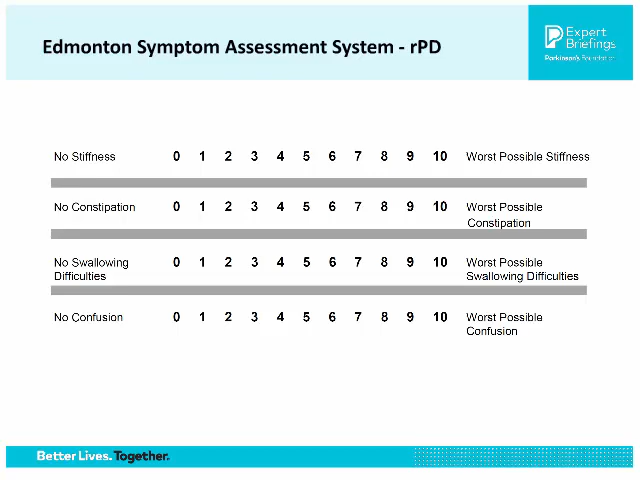 Edmonton Symptom Assessment System - rPD
Expert
Briefings
Parkinson's Foundation
No Stiffness 0 1 2 3 4 5 6 7 8 9 10 Worst Possible Stiffness
No Constipation 0 1 2 3 4 5 6 7 8 9 10 Worst Possible
Constipation
No Swallowing 0 1 2 3 4 5 6 7 8 9 10 Worst Possible
Difficulties Swallowing Difficulties
No Confusion 0 1 2 3 4 5 6 7 8 9 10 Worst Possible
Confusion
Better Lives. Together.